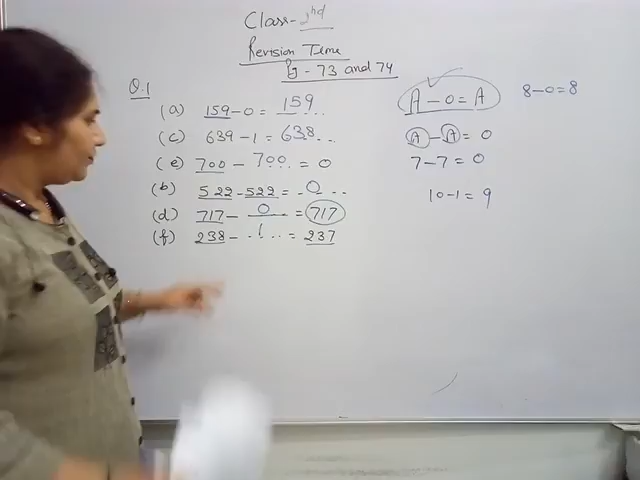 Class-2nd
Revision Time
Pg-73 and 74
Q.1
(a) 159-0=159...
(c) 639-1=638...
(e) 700-700...=0
(b) 522-522=..0...
(d) 717-0=717
(f) 238-..1...=237
A-0=A
A-A=0
7-7=0
10-1=9
8-0=8